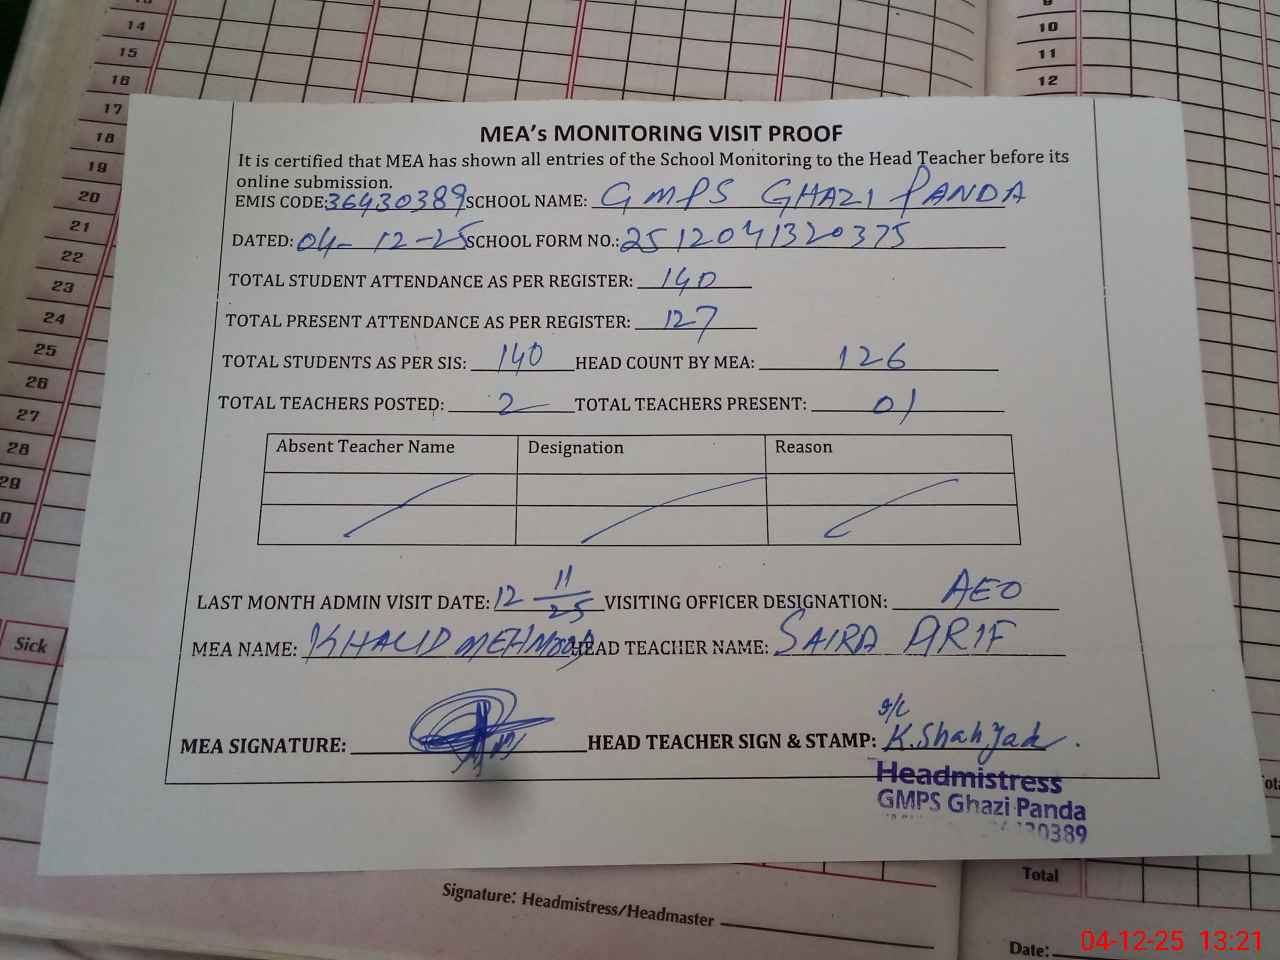 13
14
15
16
17
18
19
20
21
22
23
24
25
26
27
28
29
0
Sick
9
10
11
12
MEA's MONITORING VISIT PROOF
It is certified that MEA has shown all entries of the School Monitoring to the Head Teacher before its
online submission.
EMIS CODE: 36430389 SCHOOL NAME: GMPS GHAZI PANDA
DATED: 04-12-25 SCHOOL FORM NO.: 2512041320375
TOTAL STUDENT ATTENDANCE AS PER REGISTER: 140
TOTAL PRESENT ATTENDANCE AS PER REGISTER: 127
TOTAL STUDENTS AS PER SIS: 140 HEAD COUNT BY MEA: 126
TOTAL TEACHERS POSTED: 2 TOTAL TEACHERS PRESENT: 01
Absent Teacher Name Designation Reason
LAST MONTH ADMIN VISIT DATE: 12 11/25 VISITING OFFICER DESIGNATION: AEO
MEA NAME: KHALID MEHMOOD HEAD TEACHER NAME: SAIRA ARIF
MEA SIGNATURE: HEAD TEACHER SIGN & STAMP: I/C K.Shahzad.
Headmistress
GMPS Ghazi Panda
30389
Signature: Headmistress/Headmaster
Total
Date:
04-12-25 13:21